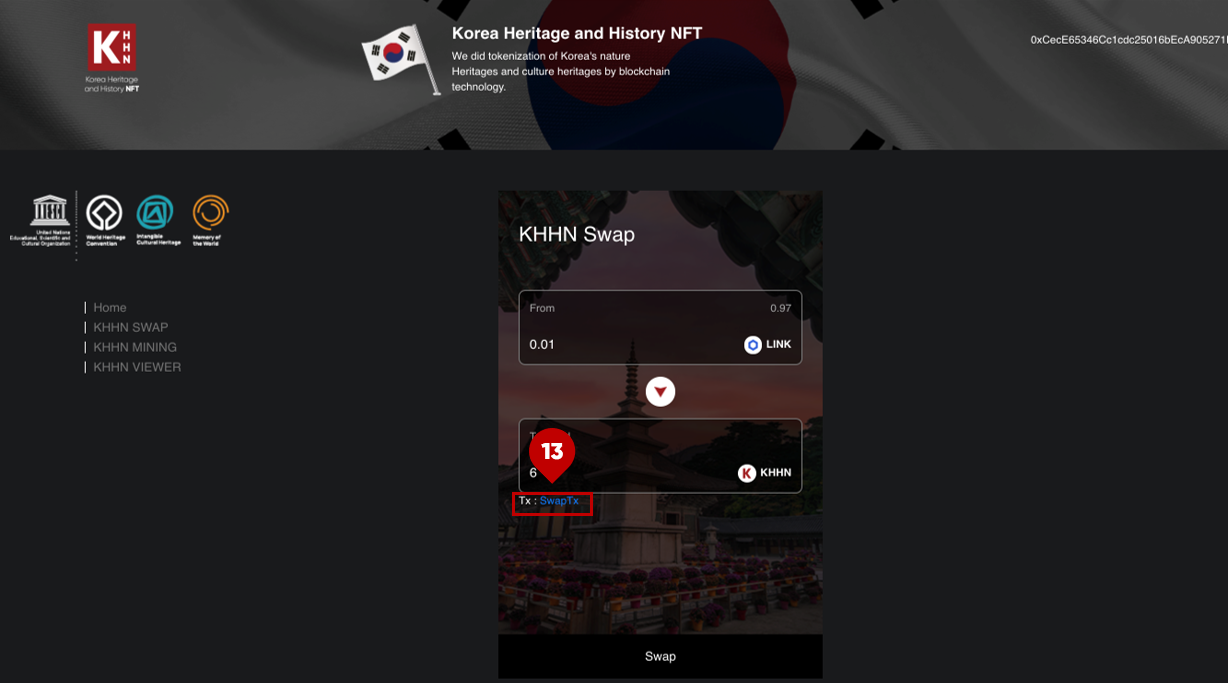 K
H
H
N
Korea Heritage
and History NFT
Korea Heritage and History NFT
We did tokenization of Korea's nature
Heritages and culture heritages by blockchain
technology.
0xCecE65346Cc1cdc25016bEcA905271
United Nations
Educational, Scientific and
Cultural Organization
World Heritage
Convention
Intangible
Cultural Heritage
Memory of
the World
Home
KHHN SWAP
KHHN MINING
KHHN VIEWER
KHHN Swap
From 0.97
0.01 LINK
13
6 K KHHN
Tx : SwapTx
Swap